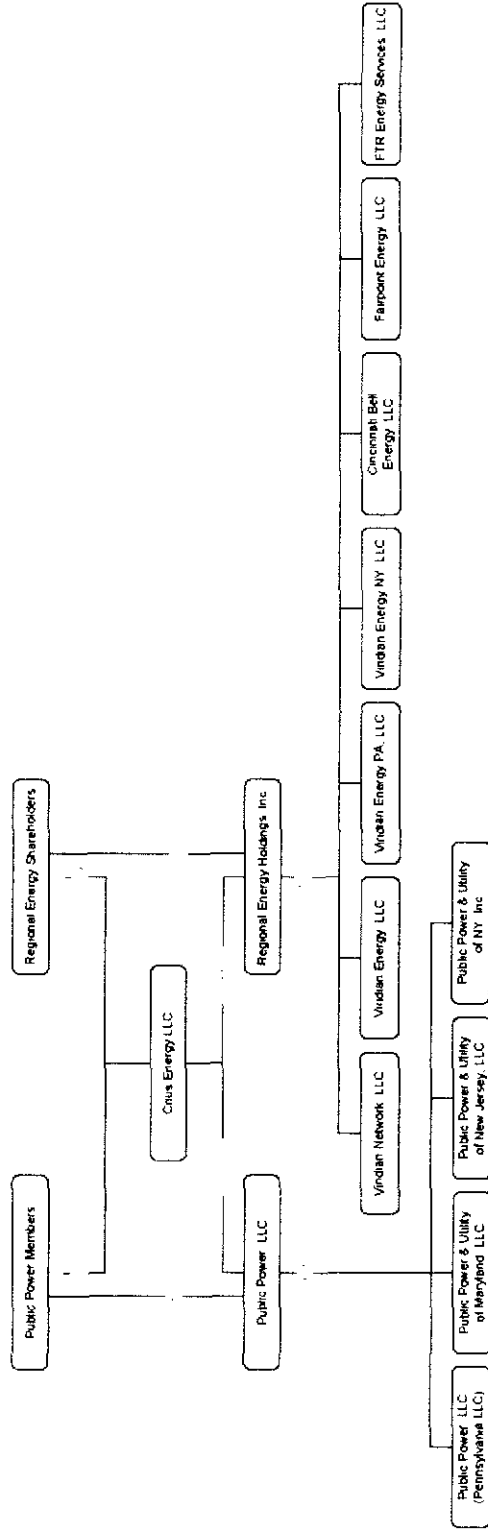 Public Power Members
Regional Energy Shareholders
Crius Energy LLC
Public Power LLC
Regional Energy Holdings Inc
Viridian Network LLC
Viridian Energy LLC
Viridian Energy PA, LLC
Viridian Energy NY LLC
Cincinnati Bell
Energy LLC
Fairpoint Energy LLC
FTR Energy Services LLC
Public Power LLC
(Pennsylvania LLC)
Public Power & Utility
of Maryland LLC
Public Power & Utility
of New Jersey, LLC
Public Power & Utility
of NY Inc